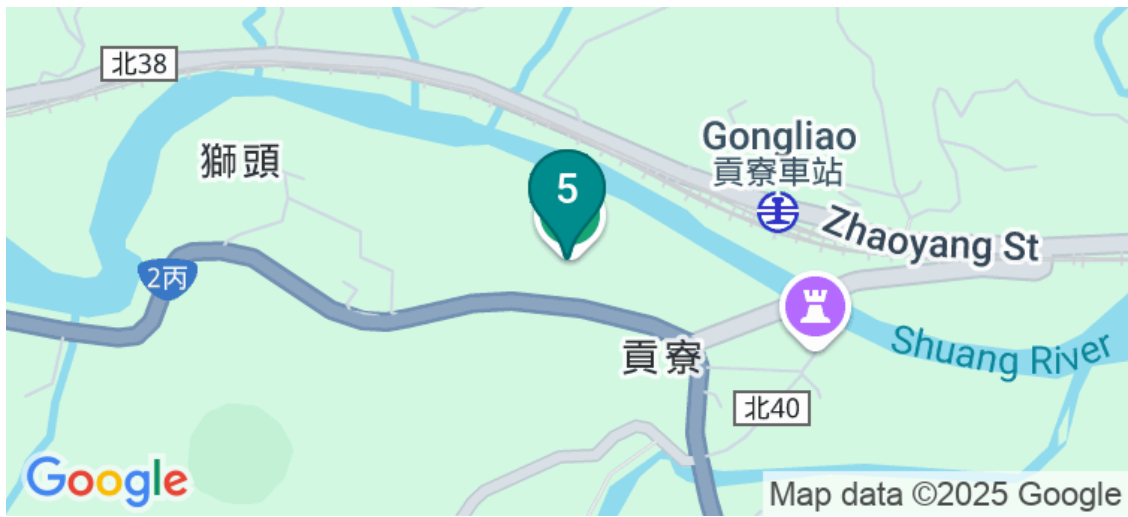 北38
獅頭
Gongliao
貢寮車站
5
Zhaoyang St
2丙
Shuang River
貢寮
北40
Google
Map data ©2025 Google